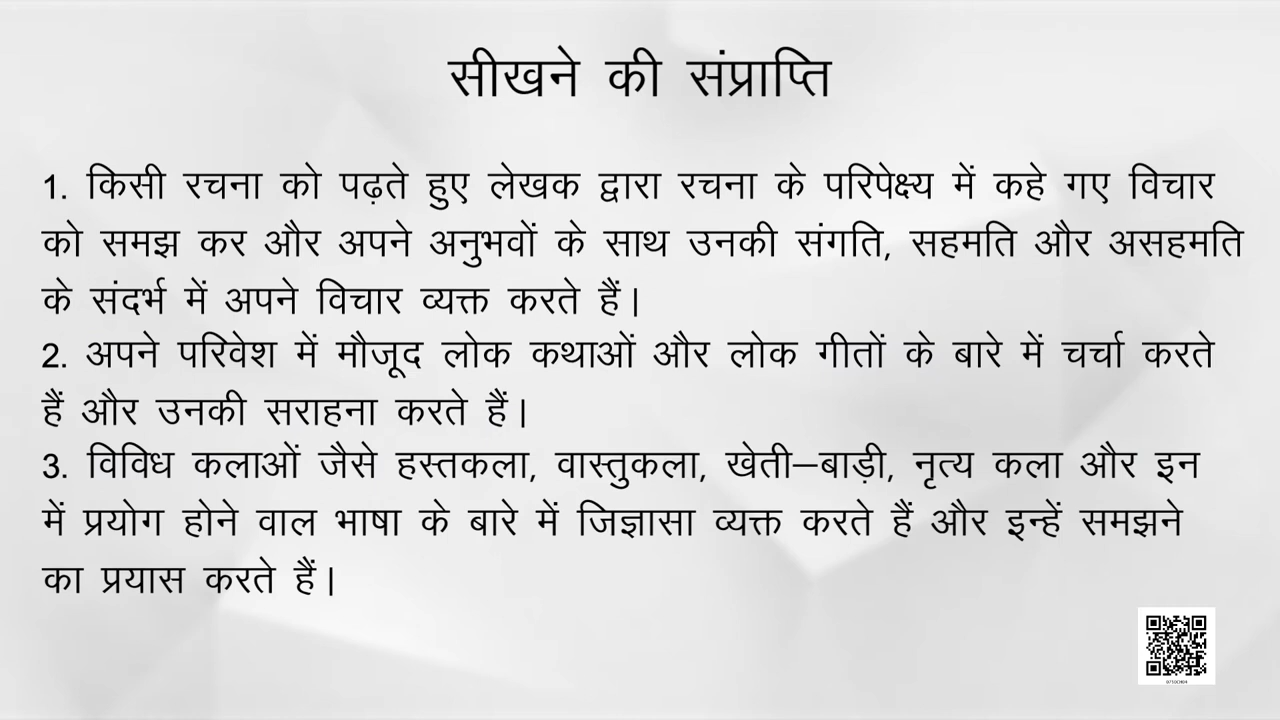 सीखने की संप्राप्ति
1. किसी रचना को पढ़ते हुए लेखक द्वारा रचना के परिपेक्ष्य में कहे गए विचार
को समझ कर और अपने अनुभवों के साथ उनकी संगति, सहमति और असहमति
के संदर्भ में अपने विचार व्यक्त करते हैं।
2. अपने परिवेश में मौजूद लोक कथाओं और लोक गीतों के बारे में चर्चा करते
हैं और उनकी सराहना करते हैं।
3. विविध कलाओं जैसे हस्तकला, वास्तुकला, खेती–बाड़ी, नृत्य कला और इन
में प्रयोग होने वाल भाषा के बारे में जिज्ञासा व्यक्त करते हैं और इन्हें समझने
का प्रयास करते हैं।